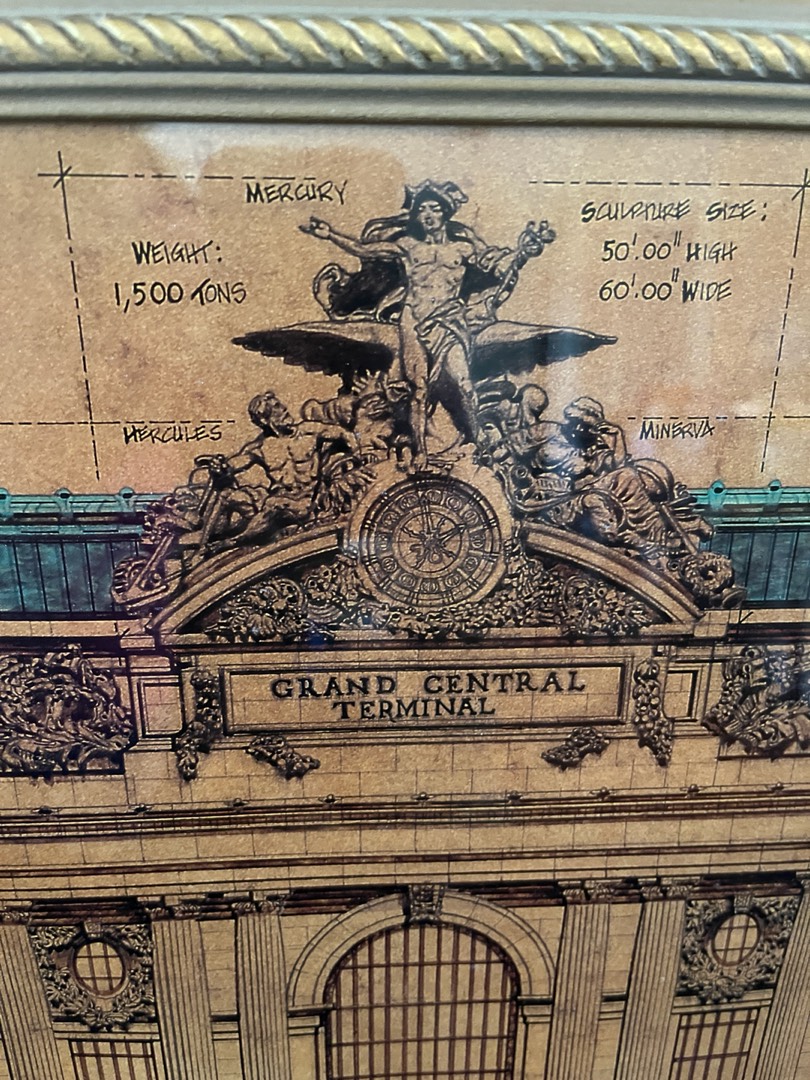 MERCURY
WEIGHT:
1,500 TONS
SCULPTURE SIZE:
50'.00" HIGH
60'.00" WIDE
HERCULES
MINERVA
GRAND CENTRAL
TERMINAL